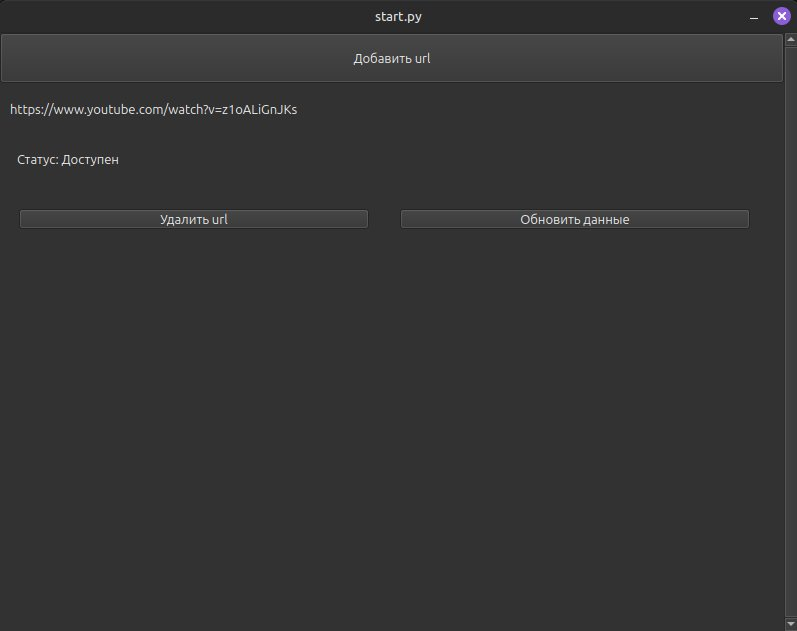 start.py
Добавить url
https://www.youtube.com/watch?v=z1oALiGnJKs
Статус: Доступен
Удалить url
Обновить данные